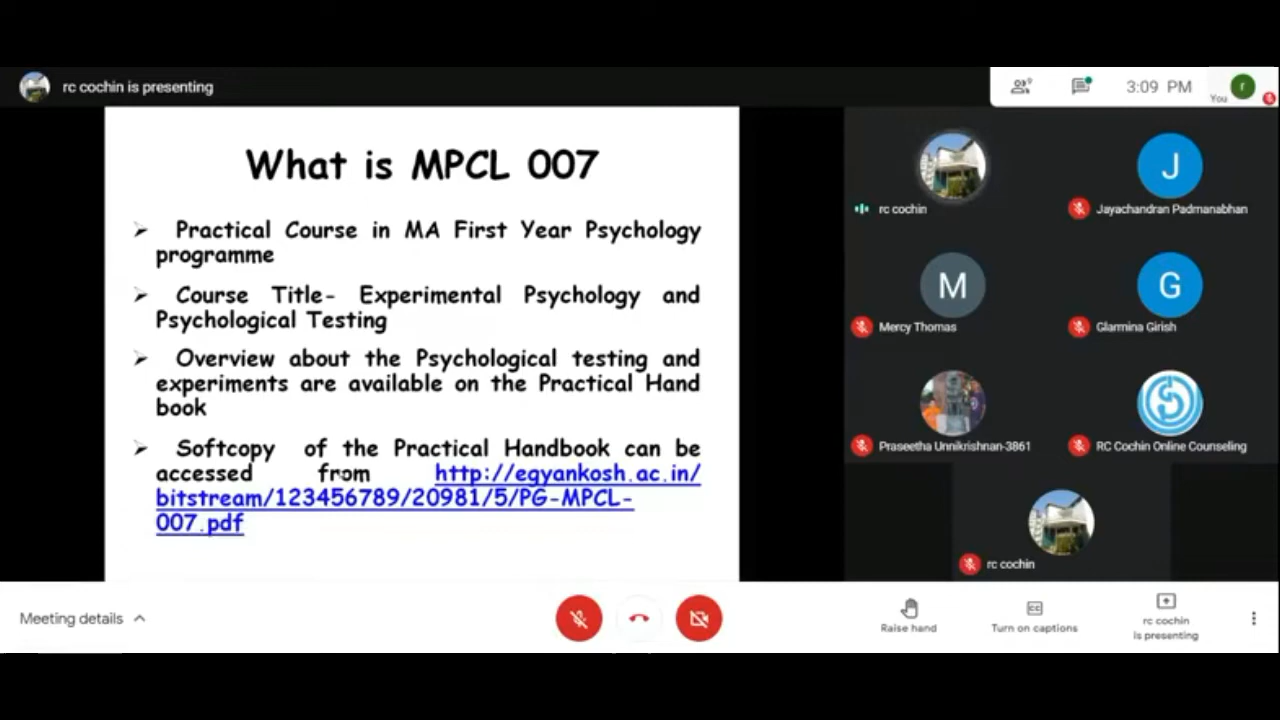 rc cochin is presenting
3:09 PM
You
r
What is MPCL 007
➢ Practical Course in MA First Year Psychology
programme
➢ Course Title- Experimental Psychology and
Psychological Testing
➢ Overview about the Psychological testing and
experiments are available on the Practical Hand
book
➢ Softcopy of the Practical Handbook can be
accessed from http://egyankosh.ac.in/
bitstream/123456789/20981/5/PG-MPCL-
007.pdf
rc cochin
J
Jayachandran Padmanabhan
M
Mercy Thomas
G
Glarmina Girish
Praseetha Unnikrishnan-3861
RC Cochin Online Counseling
rc cochin
Meeting details
Raise hand
CC
Turn on captions
rc cochin
is presenting